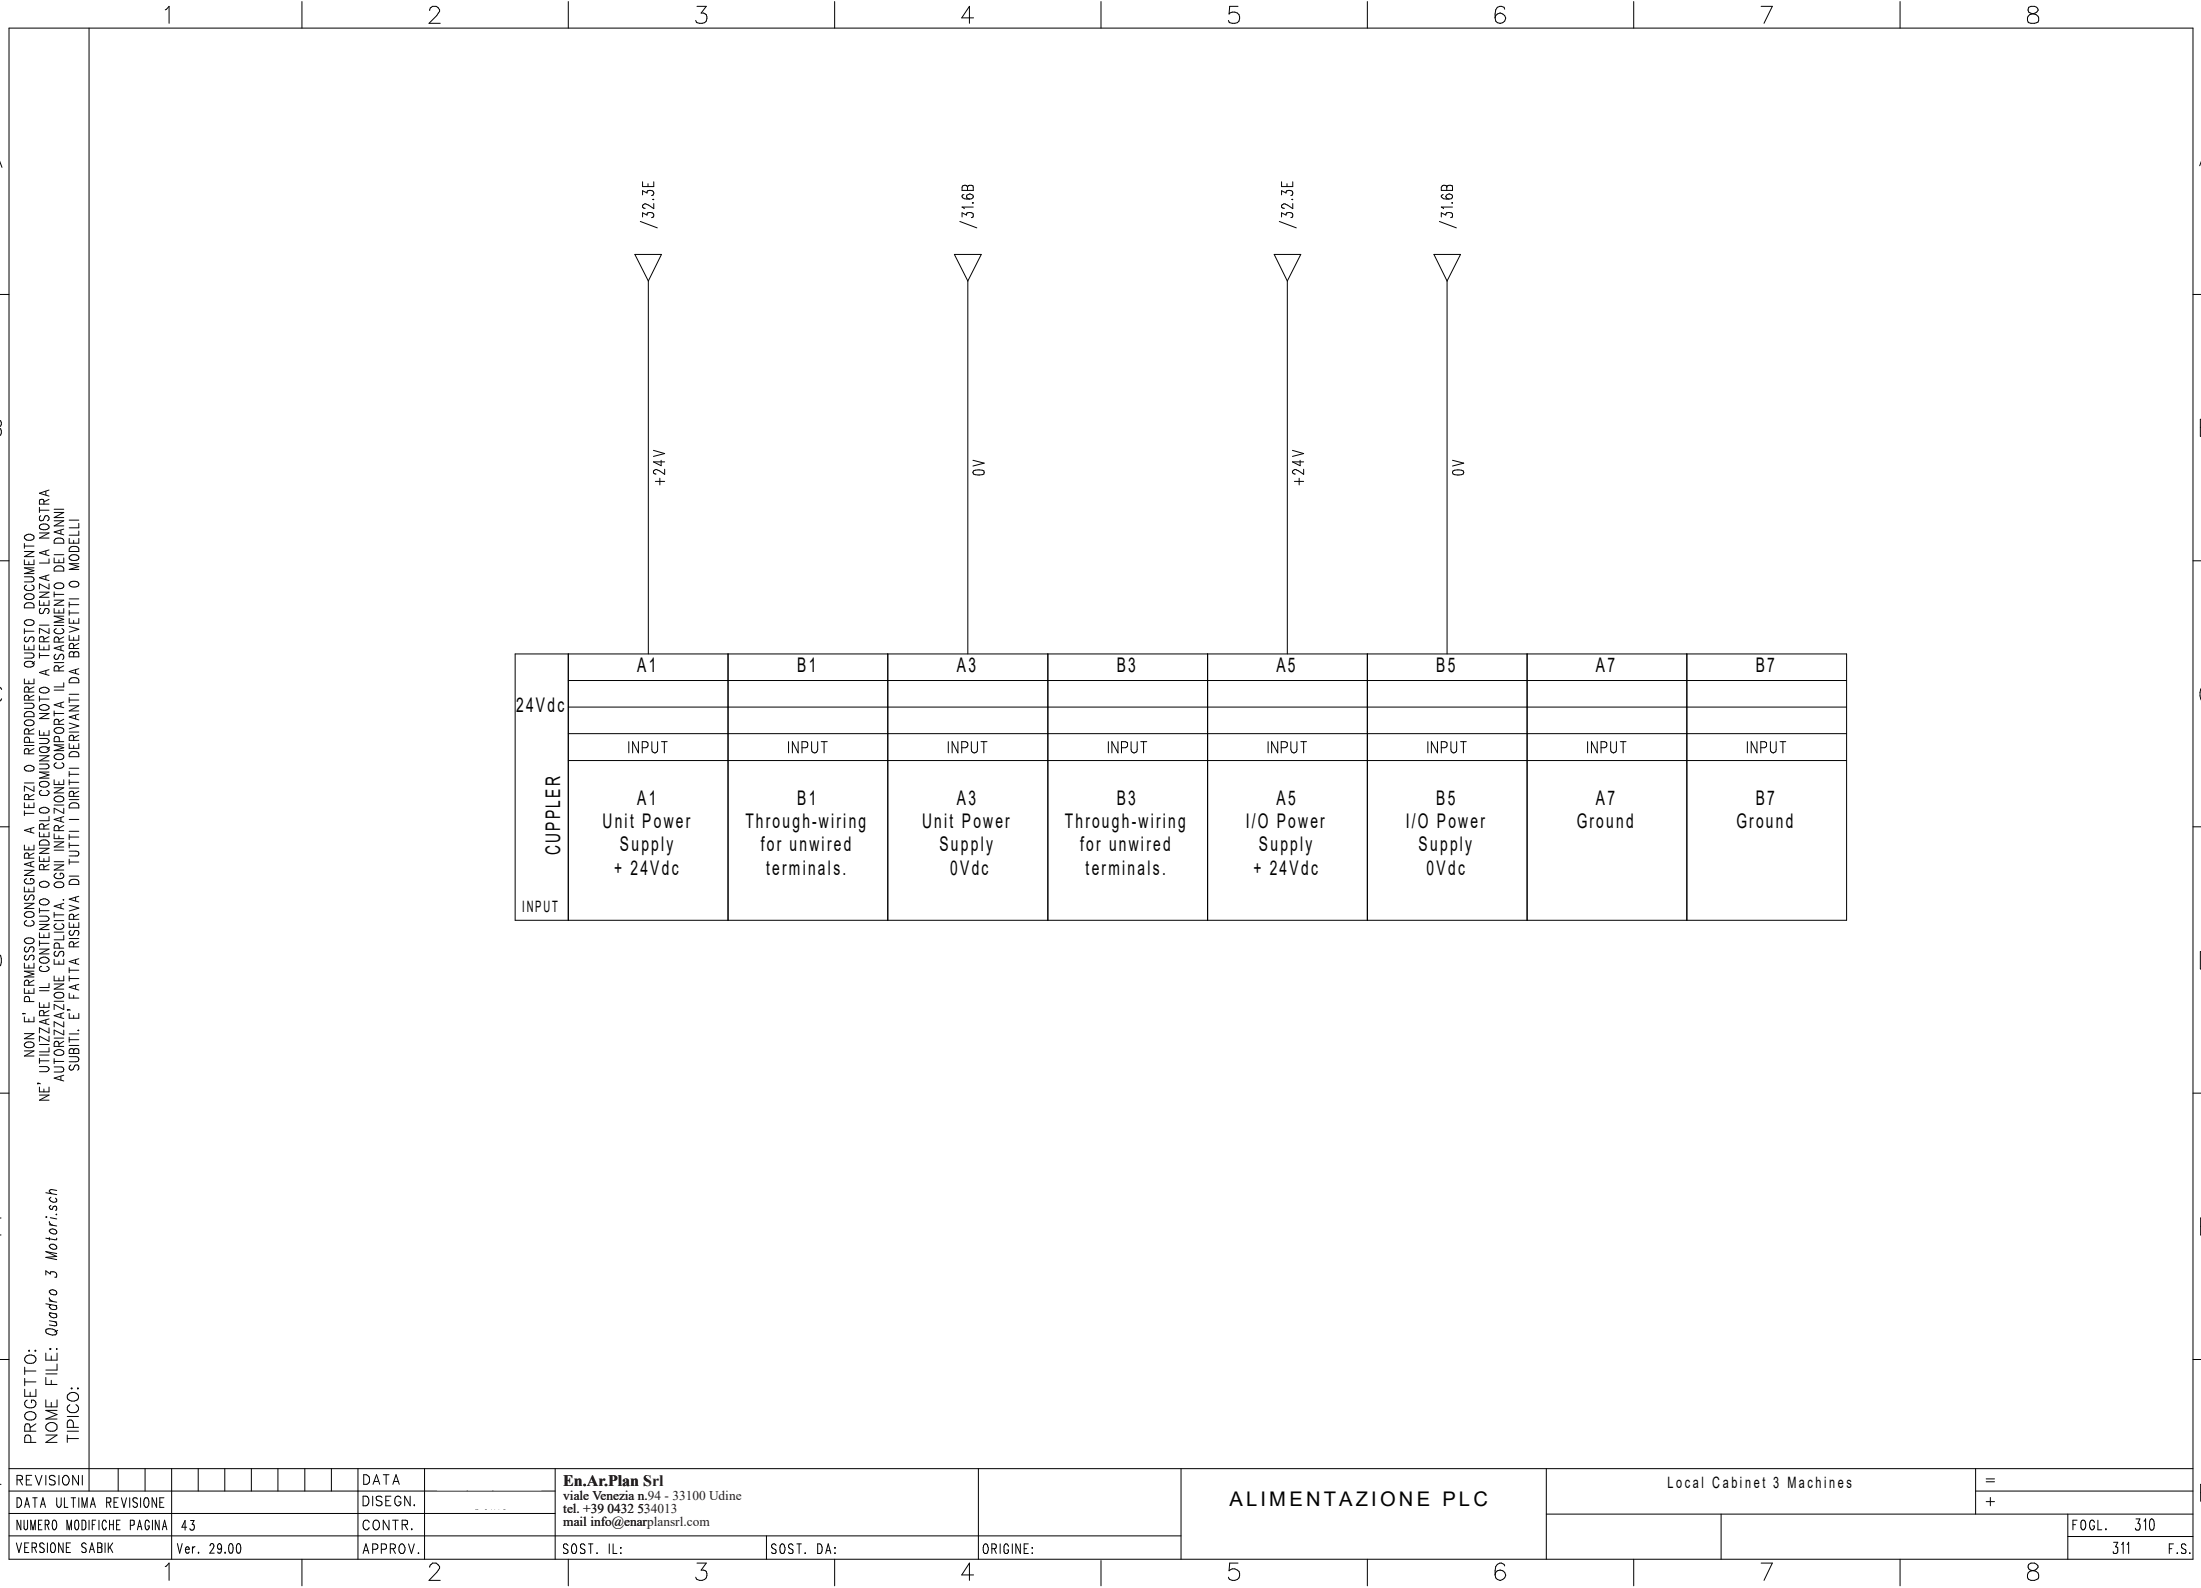 1 2 3 4 5 6 7 8
/32.3E /31.6B /32.3E /31.6B
+24V 0V +24V 0V
A1 B1 A3 B3 A5 B5 A7 B7
24Vdc
INPUT INPUT INPUT INPUT INPUT INPUT INPUT INPUT
CUPPLER
INPUT
A1
Unit Power
Supply
+ 24Vdc
B1
Through-wiring
for unwired
terminals.
A3
Unit Power
Supply
0Vdc
B3
Through-wiring
for unwired
terminals.
A5
I/O Power
Supply
+ 24Vdc
B5
I/O Power
Supply
0Vdc
A7
Ground
B7
Ground
NON E' PERMESSO CONSEGNARE A TERZI O RIPRODURRE QUESTO DOCUMENTO
NE' UTILIZZARE IL CONTENUTO O RENDERLO COMUNQUE NOTO A TERZI SENZA LA NOSTRA
AUTORIZZAZIONE ESPLICITA. OGNI INFRAZIONE COMPORTA IL RISARCIMENTO DEI DANNI
SUBITI. E' FATTA RISERVA DI TUTTI I DIRITTI DERIVANTI DA BREVETTI O MODELLI
PROGETTO:
NOME FILE: Quadro 3 Motori.sch
TIPICO:
REVISIONI
DATA ULTIMA REVISIONE
NUMERO MODIFICHE PAGINA 43
VERSIONE SABIK Ver. 29.00
DATA
DISEGN.
CONTR.
APPROV.
En.Ar.Plan Srl
viale Venezia n.94 - 33100 Udine
tel. +39 0432 534013
mail info@enarplansrl.com
SOST. IL: SOST. DA: ORIGINE:
ALIMENTAZIONE PLC
Local Cabinet 3 Machines
=
+
FOGL. 310
311 F.S.
1 2 3 4 5 6 7 8